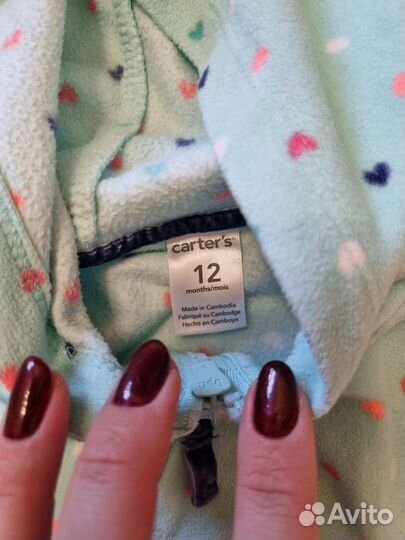 carter's
12
months/mois
Made in Cambodia
Fabriqué au Cambodge
Hecho en Camboya
Avito